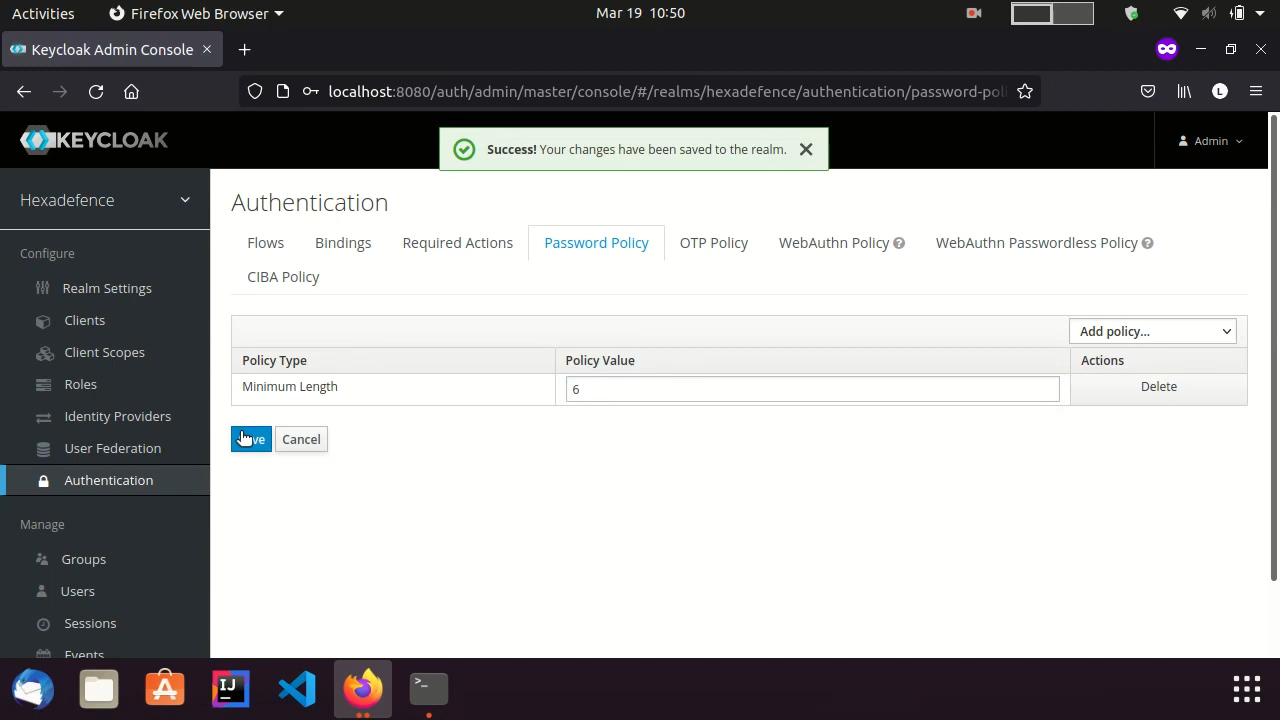 Activities Firefox Web Browser Mar 19 10:50
Keycloak Admin Console
localhost:8080/auth/admin/master/console/#/realms/hexadefence/authentication/password-pol
KEYCLOAK Success! Your changes have been saved to the realm. Admin
Hexadefence
Authentication
Flows Bindings Required Actions Password Policy OTP Policy WebAuthn Policy WebAuthn Passwordless Policy
CIBA Policy
Configure
Realm Settings
Clients
Client Scopes
Roles
Identity Providers
User Federation
Authentication
Manage
Groups
Users
Sessions
Events
Add policy...
Policy Type Policy Value Actions
Minimum Length 6 Delete
Cancel